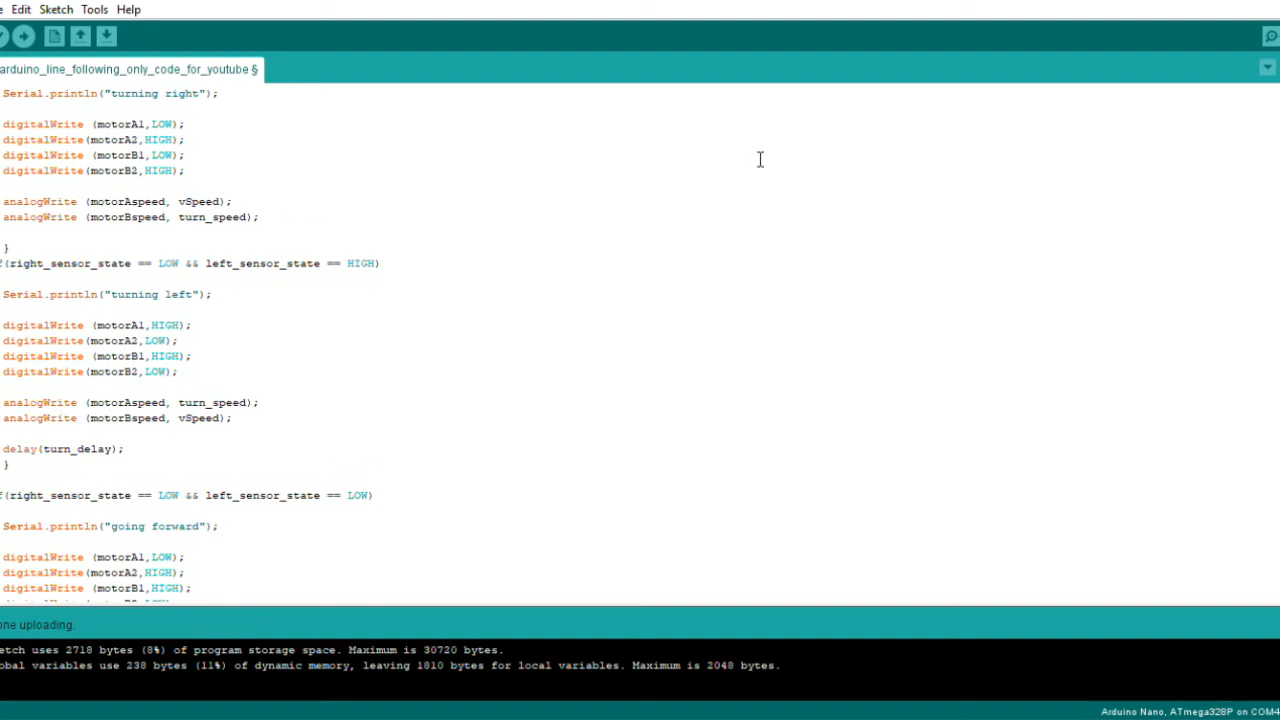 e Edit Sketch Tools Help
arduino_line_following_only_code_for_youtube §
Serial.println("turning right");
digitalWrite (motorA1,LOW);
digitalWrite(motorA2,HIGH);
digitalWrite (motorB1,LOW);
digitalWrite(motorB2,HIGH);
analogWrite (motorAspeed, vSpeed);
analogWrite (motorBspeed, turn_speed);
}
f(right_sensor_state == LOW && left_sensor_state == HIGH)
Serial.println("turning left");
digitalWrite (motorA1,HIGH);
digitalWrite(motorA2,LOW);
digitalWrite (motorB1,HIGH);
digitalWrite(motorB2,LOW);
analogWrite (motorAspeed, turn_speed);
analogWrite (motorBspeed, vSpeed);
delay(turn_delay);
}
f(right_sensor_state == LOW && left_sensor_state == LOW)
Serial.println("going forward");
digitalWrite (motorA1,LOW);
digitalWrite(motorA2,HIGH);
digitalWrite (motorB1,HIGH);
one uploading.
etch uses 2718 bytes (8%) of program storage space. Maximum is 30720 bytes.
obal variables use 238 bytes (11%) of dynamic memory, leaving 1810 bytes for local variables. Maximum is 2048 bytes.
Arduino Nano, ATmega328P on COM4